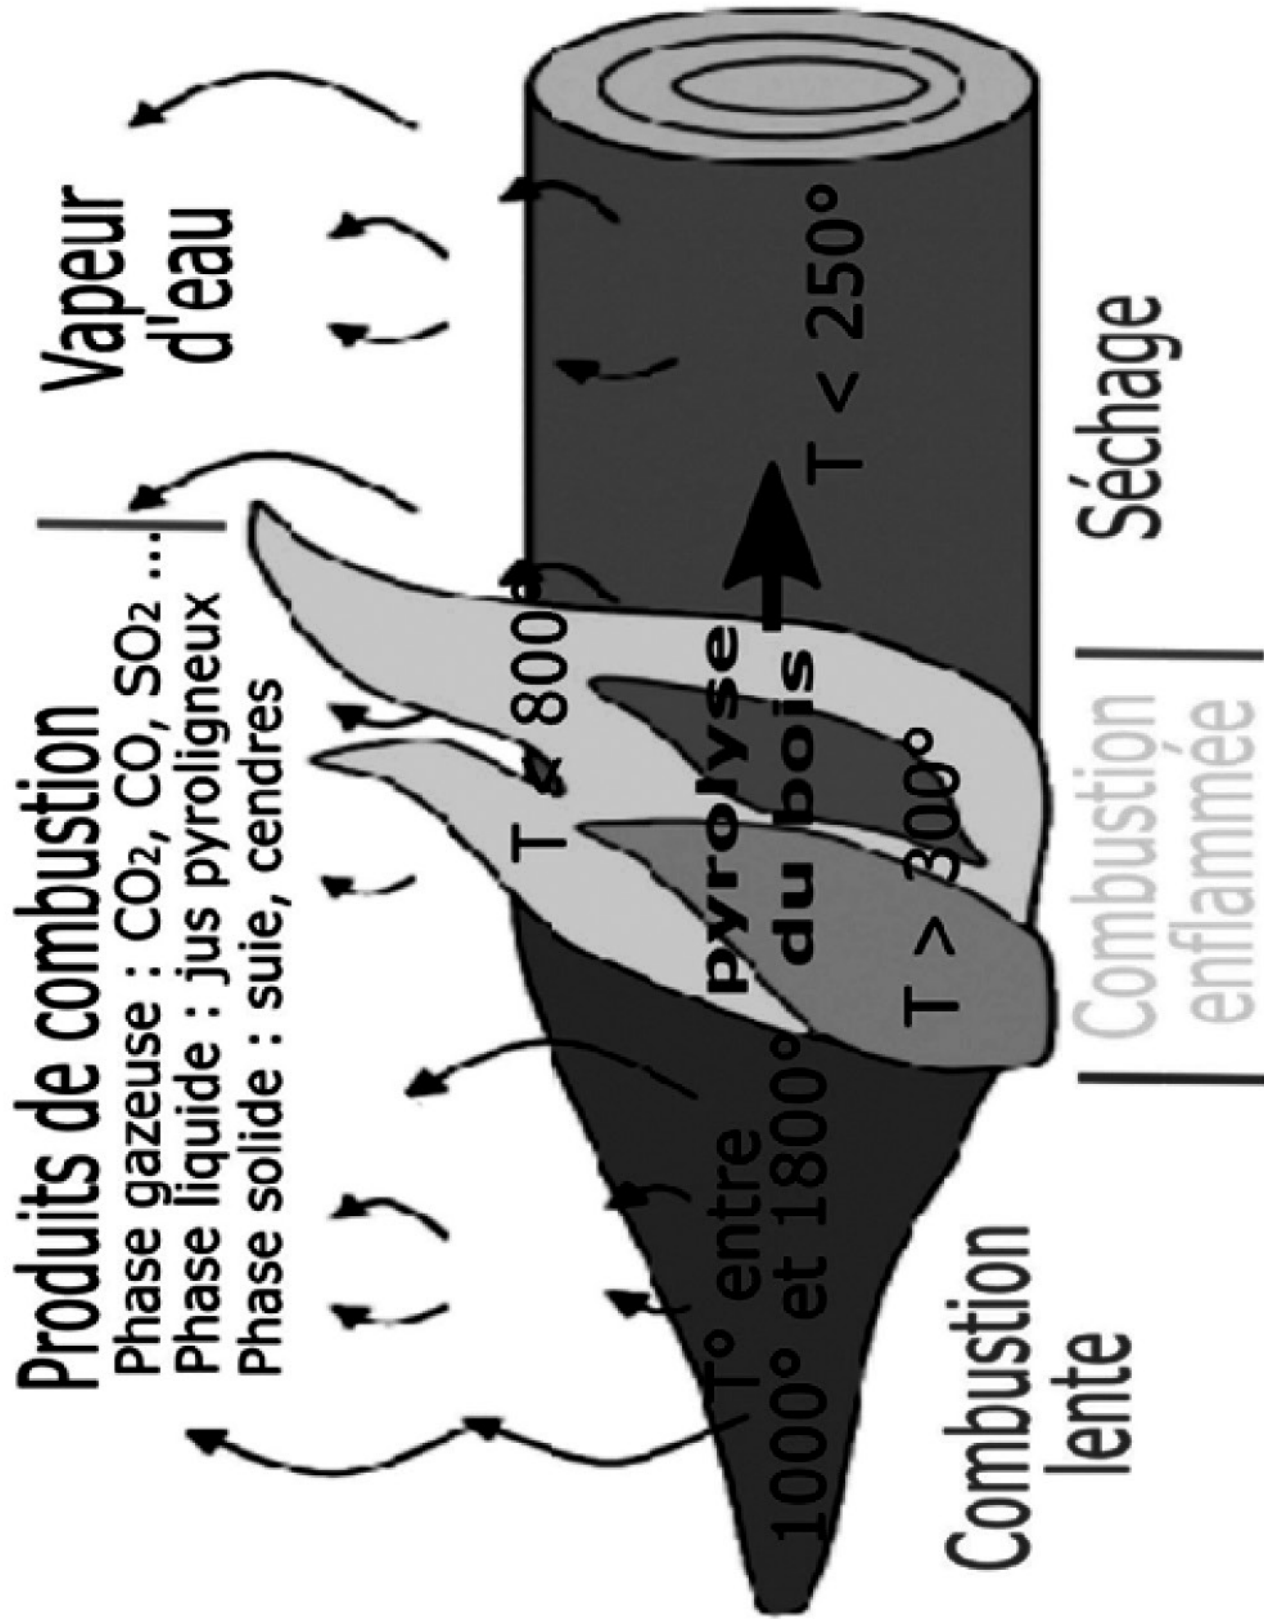 Produits de combustion
Phase gazeuse : CO₂, CO, SO₂ ...
Phase liquide : jus pyroligneux
Phase solide : suie, cendres
Vapeur
d'eau
T < 800°
pyrolyse
du bois
T > 300°
T < 250°
T° entre
1000° et 1800°
Combustion
lente
Combustion
enflammée
Séchage